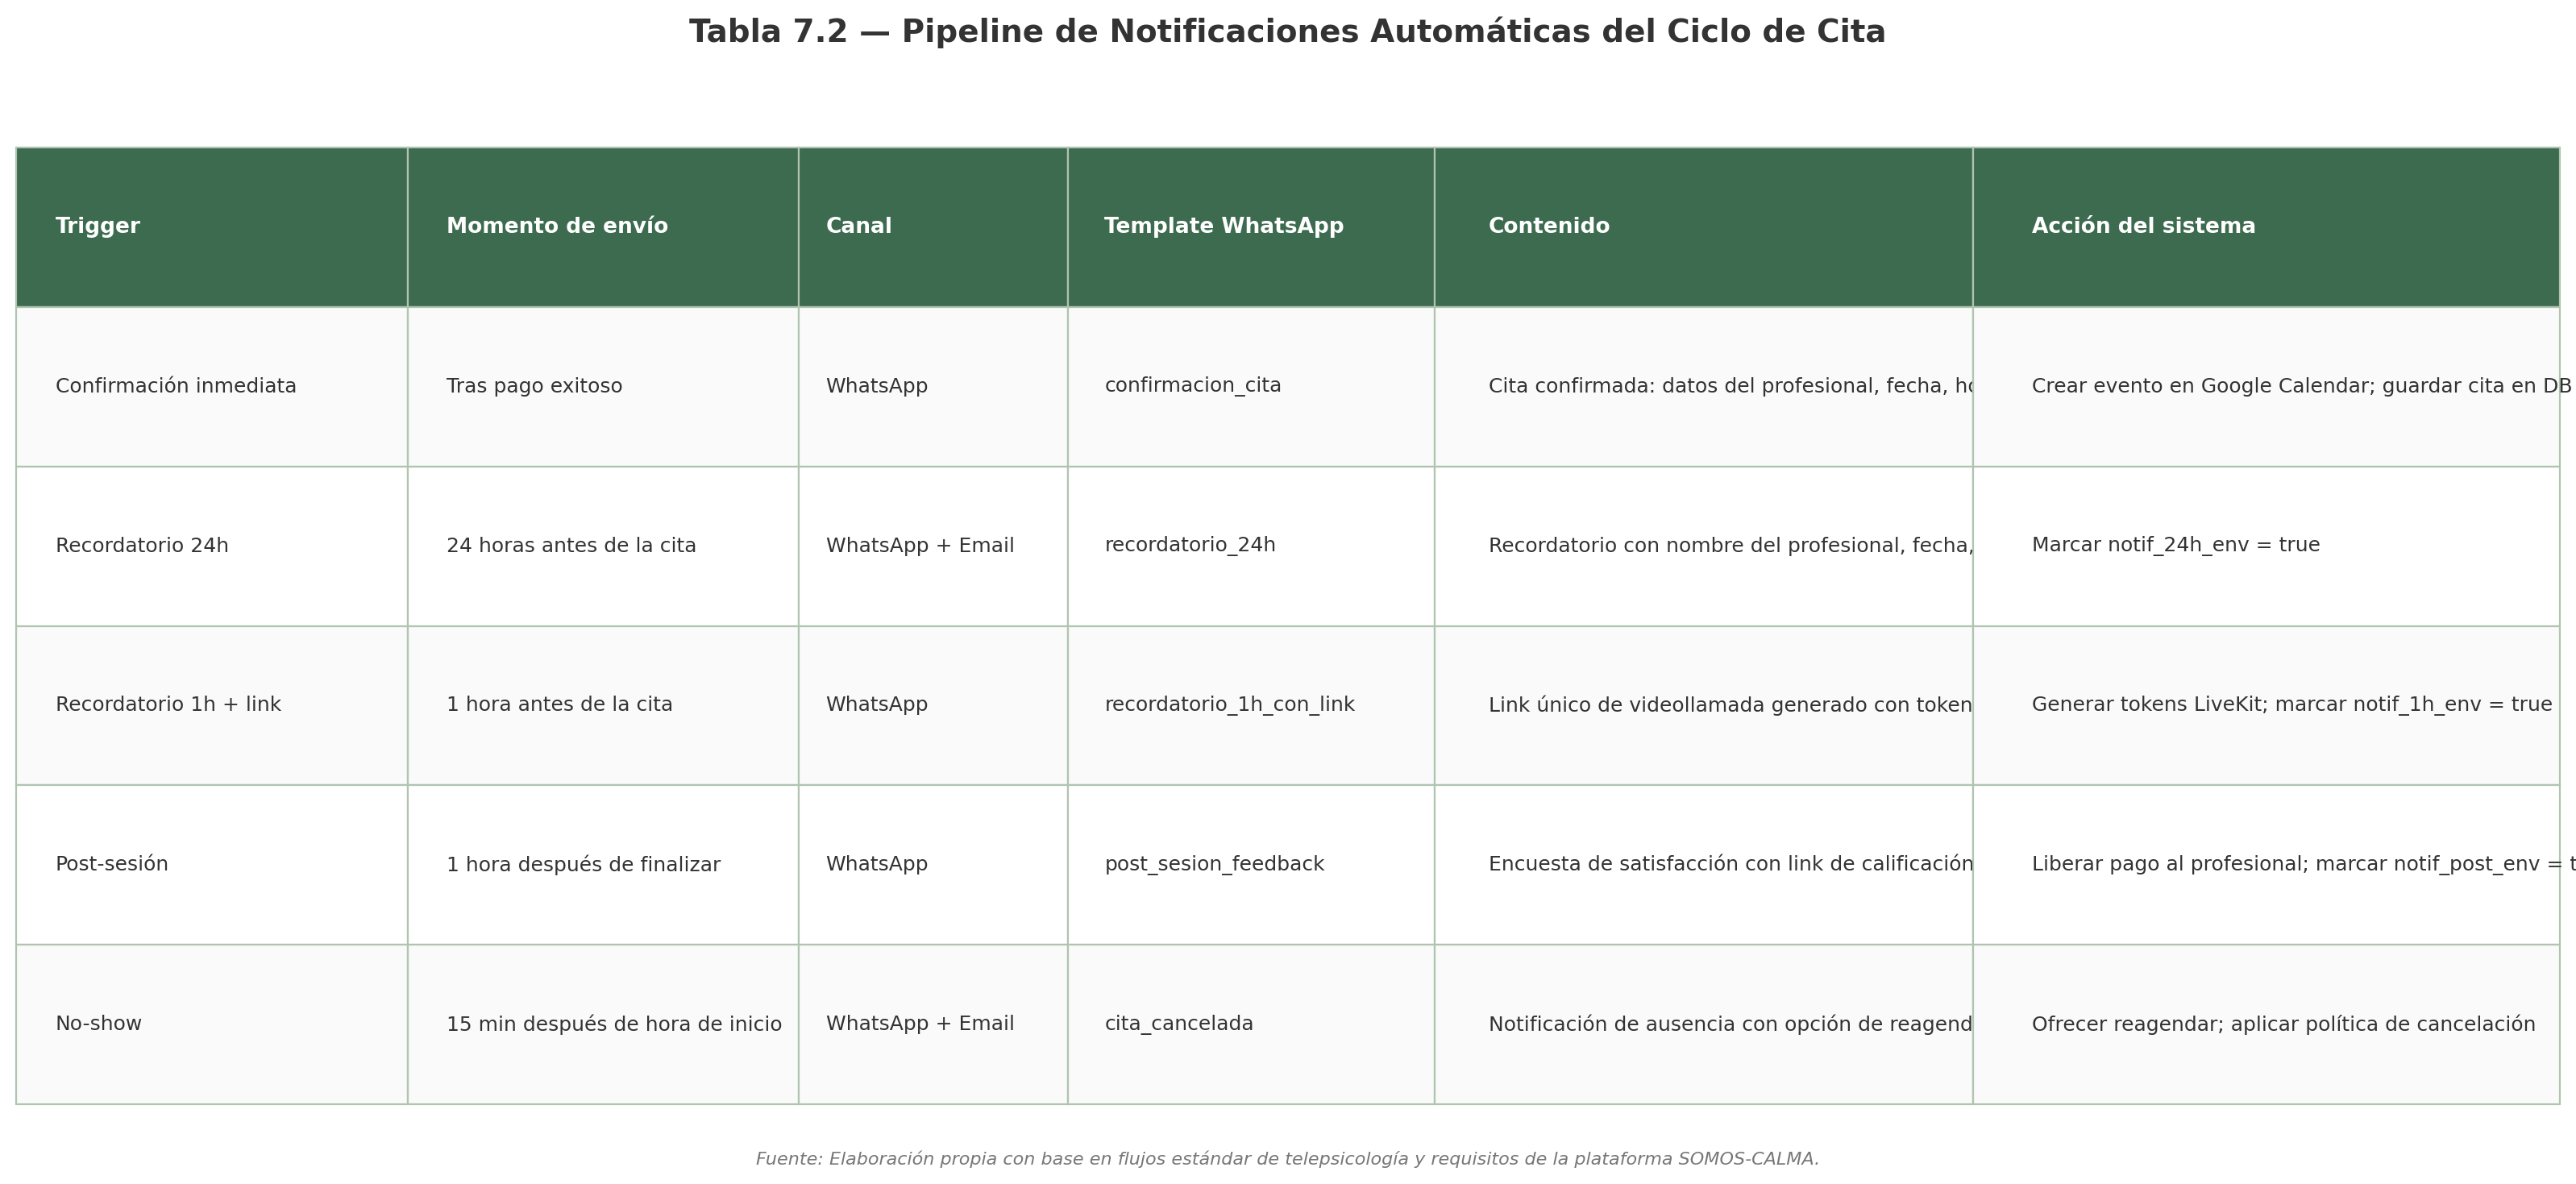 Tabla 7.2 — Pipeline de Notificaciones Automáticas del Ciclo de Cita
Trigger Momento de envío Canal Template WhatsApp Contenido Acción del sistema
Confirmación inmediata Tras pago exitoso WhatsApp confirmacion_cita Cita confirmada: datos del profesional, fecha, Crear evento en Google Calendar; guardar cita en DB
Recordatorio 24h 24 horas antes de la cita WhatsApp + Email recordatorio_24h Recordatorio con nombre del profesional, fecha, Marcar notif_24h_env = true
Recordatorio 1h + link 1 hora antes de la cita WhatsApp recordatorio_1h_con_link Link único de videollamada generado con token Generar tokens LiveKit; marcar notif_1h_env = true
Post-sesión 1 hora después de finalizar WhatsApp post_sesion_feedback Encuesta de satisfacción con link de calificación Liberar pago al profesional; marcar notif_post_env =
No-show 15 min después de hora de inicio WhatsApp + Email cita_cancelada Notificación de ausencia con opción de reagend Ofrecer reagendar; aplicar política de cancelación
Fuente: Elaboración propia con base en flujos estándar de telepsicología y requisitos de la plataforma SOMOS-CALMA.